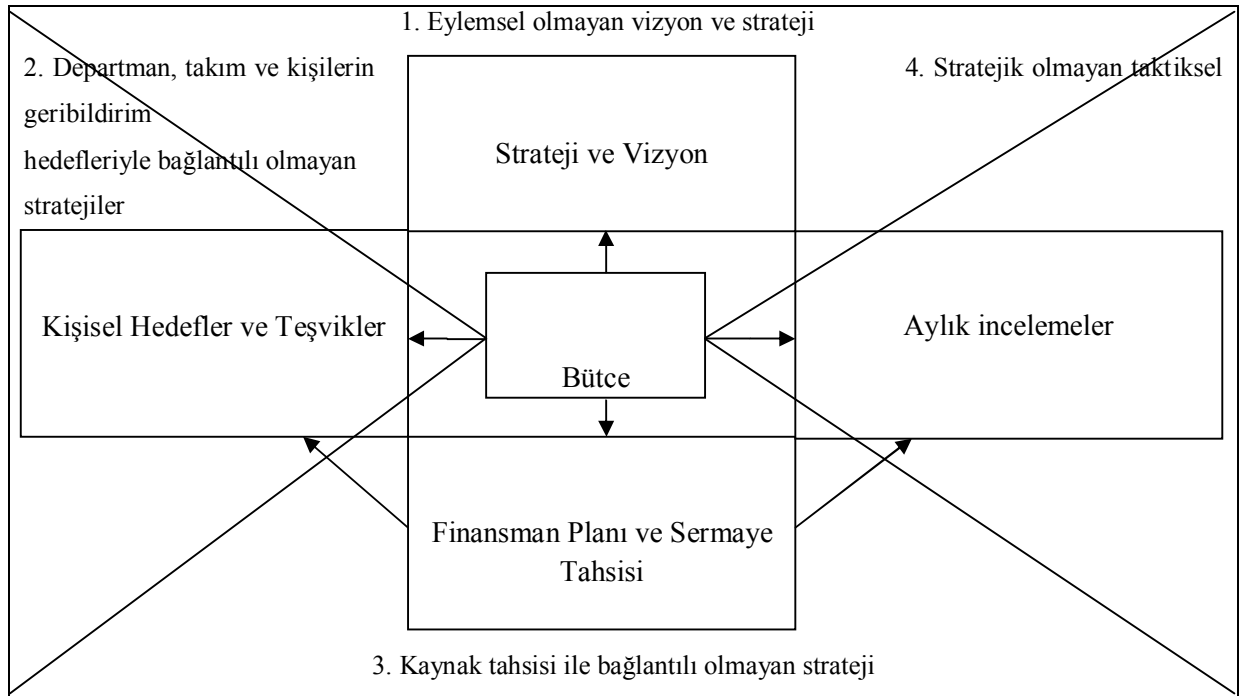 1. Eylemsel olmayan vizyon ve strateji
2. Departman, takım ve kişilerin
geribildirim
hedefleriyle bağlantılı olmayan
stratejiler
4. Stratejik olmayan taktiksel
Strateji ve Vizyon
Kişisel Hedefler ve Teşvikler
Bütce
Aylık incelemeler
Finansman Planı ve Sermaye
Tahsisi
3. Kaynak tahsisi ile bağlantılı olmayan strateji